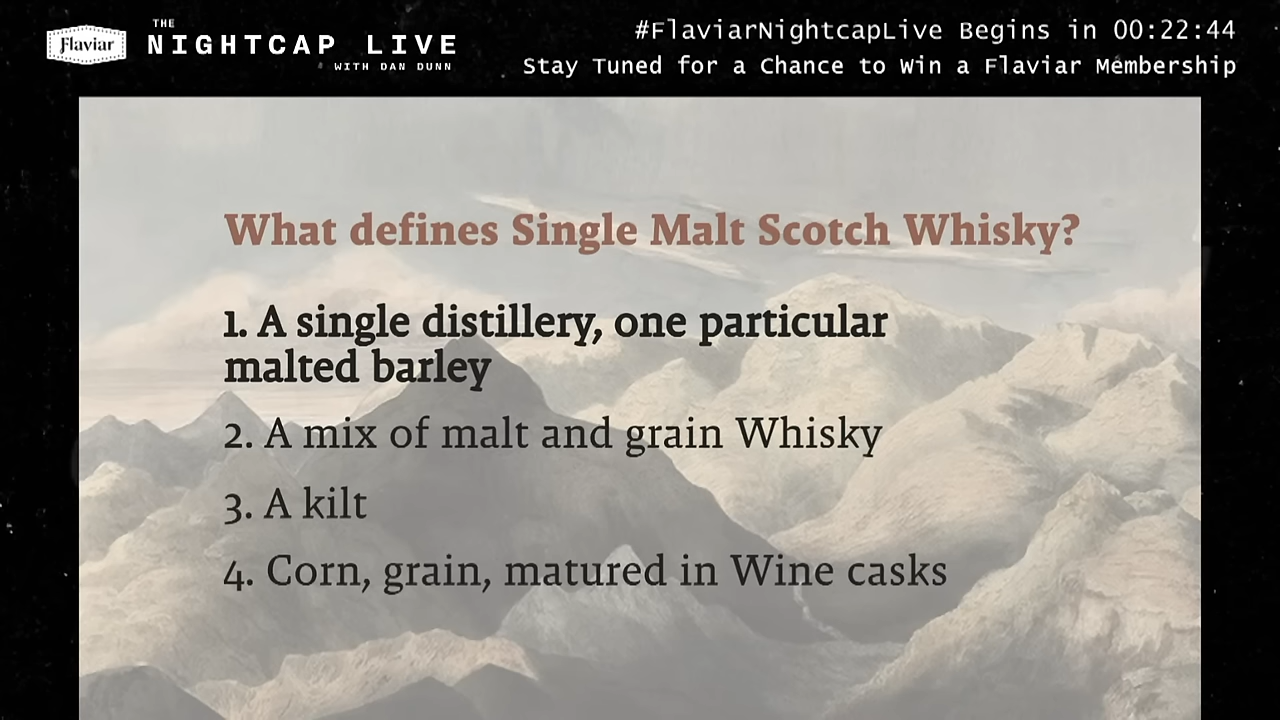 Flaviar
THE
NIGHTCAP LIVE
WITH DAN DUNN
#FlaviarNightcapLive Begins in 00:22:44
Stay Tuned for a Chance to Win a Flaviar Membership
What defines Single Malt Scotch Whisky?
1. A single distillery, one particular
malted barley
2. A mix of malt and grain Whisky
3. A kilt
4. Corn, grain, matured in Wine casks